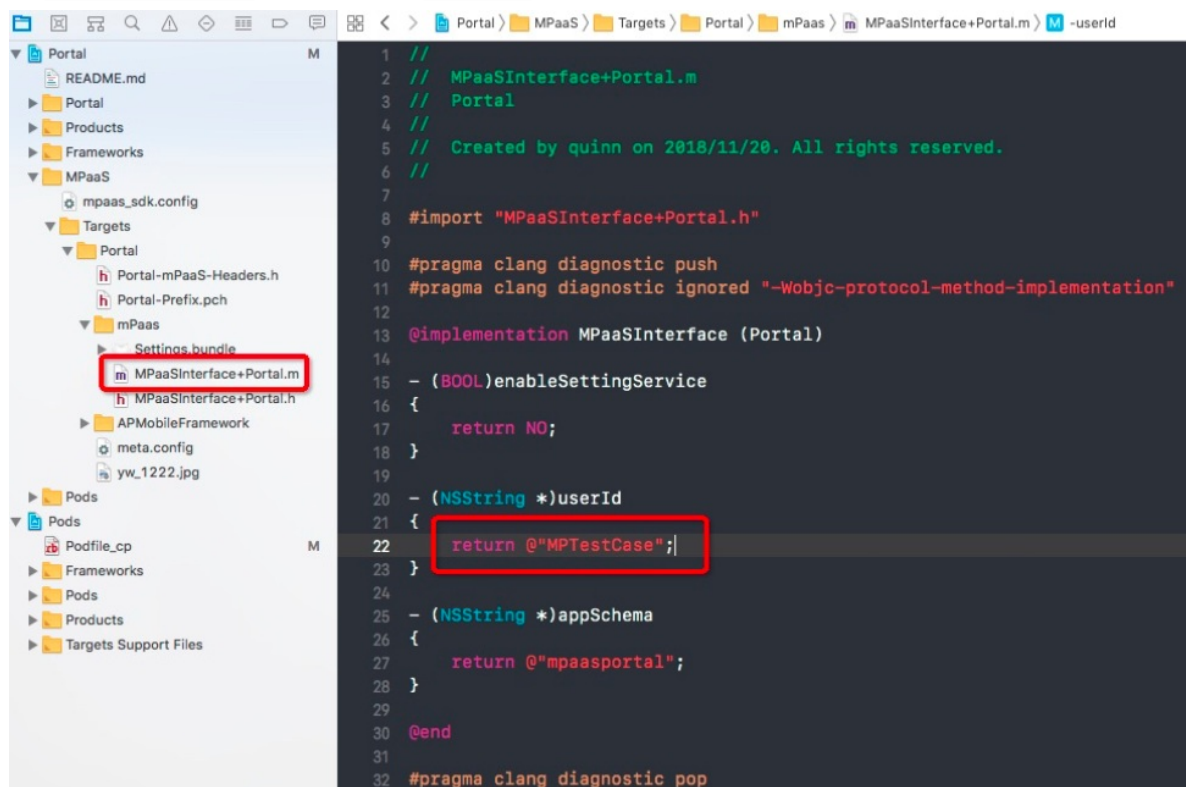 Portal 〉 MPaaS 〉 Targets 〉 Portal 〉 mPaas 〉 m MPaaSInterface+Portal.m 〉 M -userId
Portal M
README.md
Portal
Products
Frameworks
MPaaS
mpaas_sdk.config
Targets
Portal
h Portal-mPaaS-Headers.h
h Portal-Prefix.pch
mPaas
Settings.bundle
m MPaaSInterface+Portal.m
h MPaaSInterface+Portal.h
APMobileFramework
meta.config
yw_1222.jpg
Pods
Pods
rb Podfile_cp M
Frameworks
Pods
Products
Targets Support Files
1 //
2 // MPaaSInterface+Portal.m
3 // Portal
4 //
5 // Created by quinn on 2018/11/20. All rights reserved.
6 //
7
8 #import "MPaaSInterface+Portal.h"
9
10 #pragma clang diagnostic push
11 #pragma clang diagnostic ignored "-Wobjc-protocol-method-implementation"
12
13 @implementation MPaaSInterface (Portal)
14
15 - (BOOL)enableSettingService
16 {
17 return NO;
18 }
19
20 - (NSString *)userId
21 {
22 return @"MPTestCase";
23 }
24
25 - (NSString *)appSchema
26 {
27 return @"mpaasportal";
28 }
29
30 @end
31
32 #pragma clang diagnostic pop